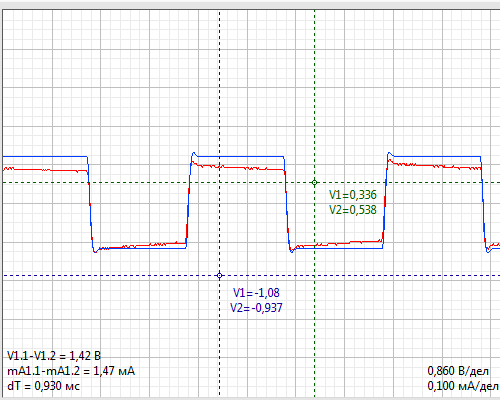 V1=0,336
V2=0,538
V1=-1,08
V2=-0,937
V1.1-V1.2 = 1,42 В
mA1.1-mA1.2 = 1,47 мА
dT = 0,930 мс
0,860 В/дел
0,100 мА/дел